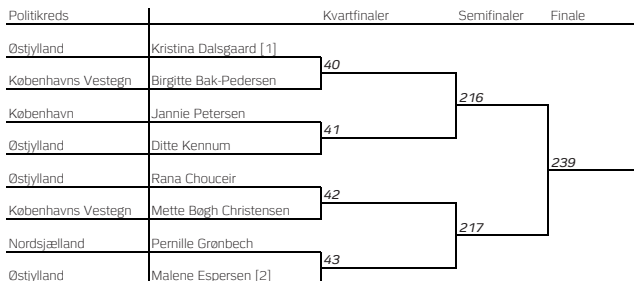 Politikreds Kvartfinaler Semifinaler Finale
Østjylland Kristina Dalsgaard [1]
40
Københavns Vestegn Birgitte Bak-Pedersen
216
København Jannie Petersen
41
Østjylland Ditte Kennum
239
Østjylland Rana Chouceir
42
Københavns Vestegn Mette Bøgh Christensen
217
Nordsjælland Pernille Grønbech
43
Østjylland Malene Espersen [2]